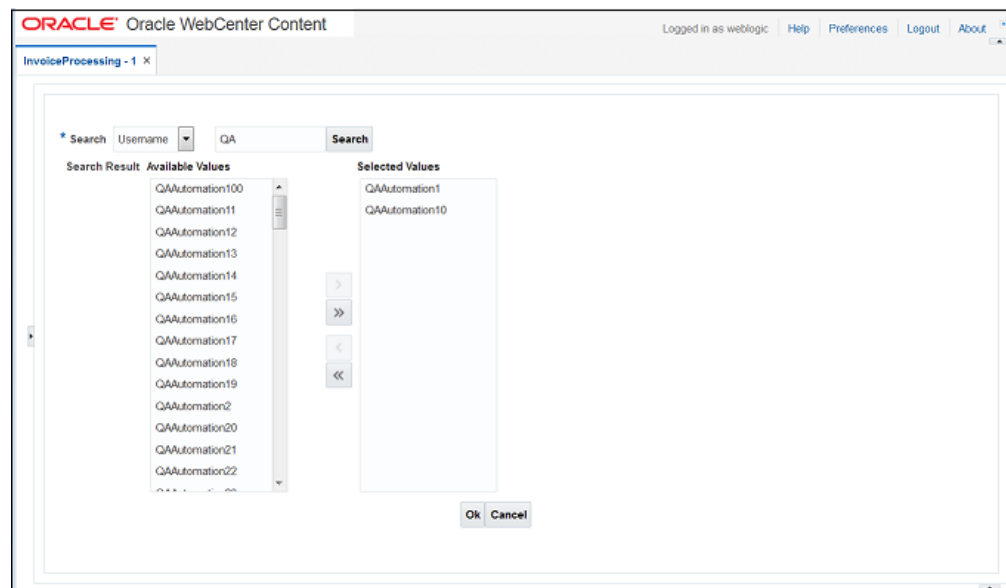 ORACLE Oracle WebCenter Content
Logged in as weblogic Help Preferences Logout About
InvoiceProcessing - 1 ×
* Search Username QA Search
Search Result Available Values Selected Values
QAAutomation100 QAAutomation1
QAAutomation11 QAAutomation10
QAAutomation12
QAAutomation13
QAAutomation14
QAAutomation15
QAAutomation16
QAAutomation17
QAAutomation18
QAAutomation19
QAAutomation2
QAAutomation20
QAAutomation21
QAAutomation22
Ok Cancel